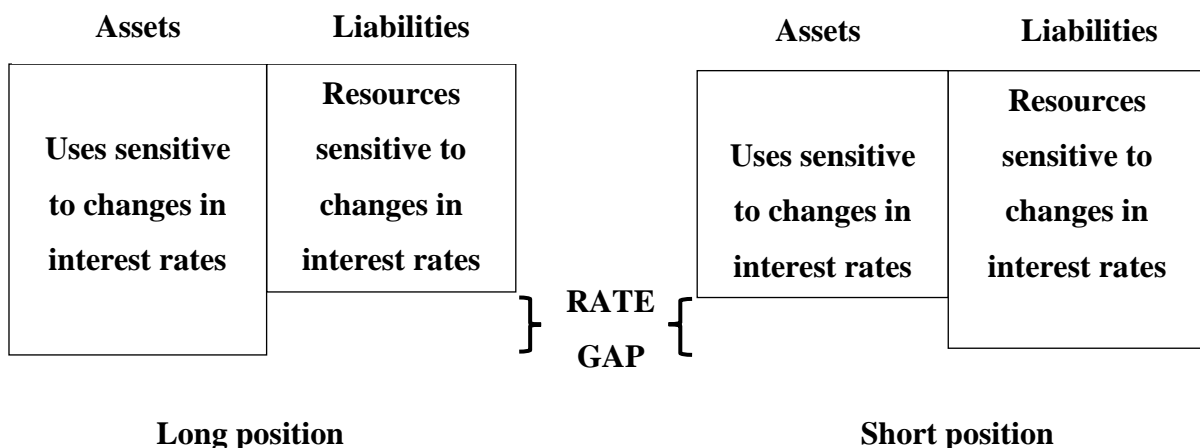 Assets
Liabilities
Uses sensitive
to changes in
interest rates
Resources
sensitive to
changes in
interest rates
RATE
GAP
Long position
Assets
Liabilities
Uses sensitive
to changes in
interest rates
Resources
sensitive to
changes in
interest rates
Short position